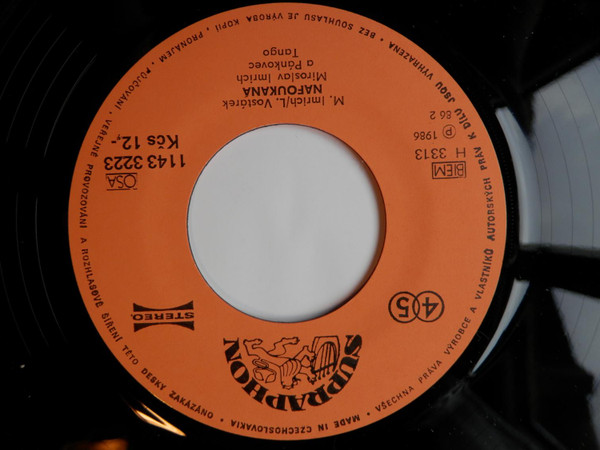 SUPRAPHON
STEREO
45
OSA
1143 3223
Kčs 12,-
BIEM
H 3313
Ⓟ 1986
86 2
M. Imrich/L. Vostárek
NAFOUKANÁ
Miroslav Imrich
a Pánkovec
Tango
MADE IN CZECHOSLOVAKIA • VŠECHNA PRÁVA VÝROBCE A VLASTNÍKŮ AUTORSKÝCH PRÁV K DÍLU JSOU VYHRAZENA • BEZ SOUHLASU JE VÝROBA KOPIÍ • PRONÁJEM • PŮJČOVÁNÍ • VEŘEJNÉ PROVOZOVÁNÍ A ROZHLASOVÉ ŠÍŘENÍ TÉTO DESKY ZAKÁZÁNO •